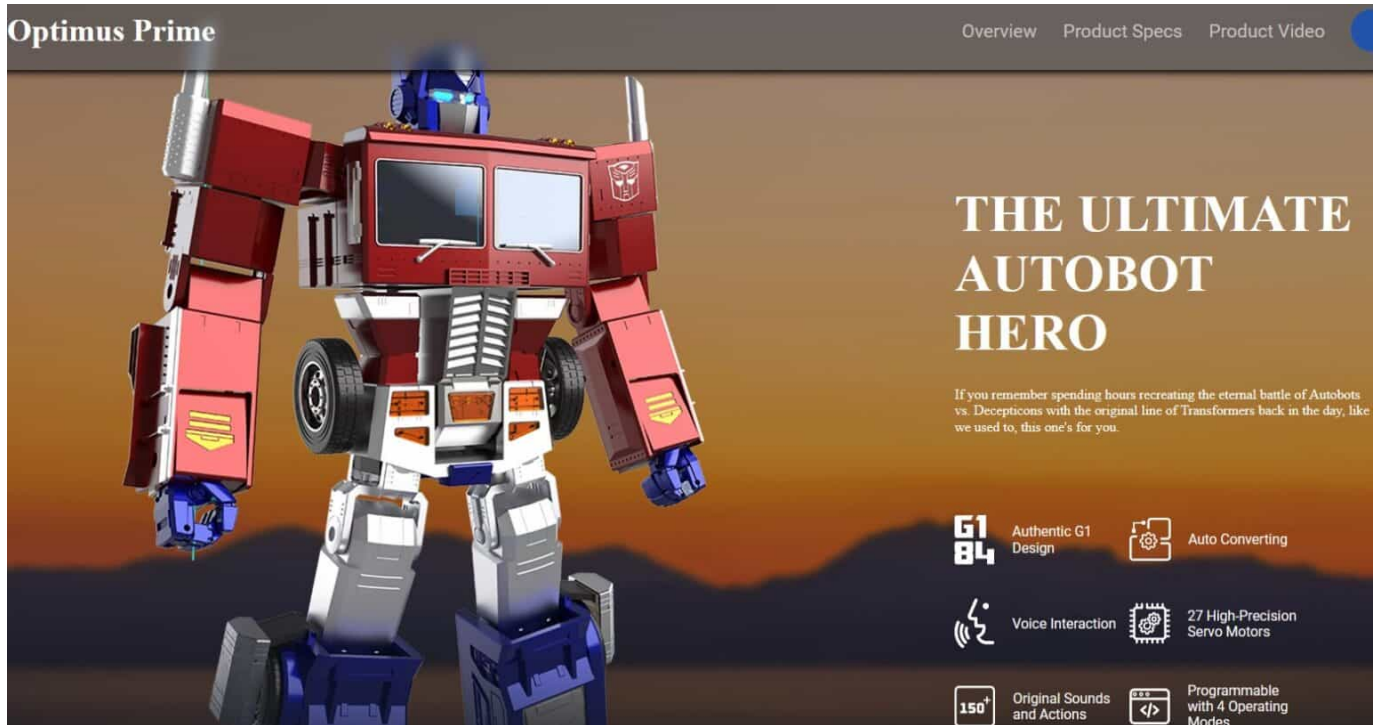 Optimus Prime
Overview Product Specs Product Video
THE ULTIMATE
AUTOBOT
HERO
If you remember spending hours recreating the eternal battle of Autobots
vs. Decepticons with the original line of Transformers back in the day, like
we used to, this one's for you.
G1
84
Authentic G1
Design
Auto Converting
Voice Interaction
27 High-Precision
Servo Motors
150+
Original Sounds
and Actions
Programmable
with 4 Operating
Modes